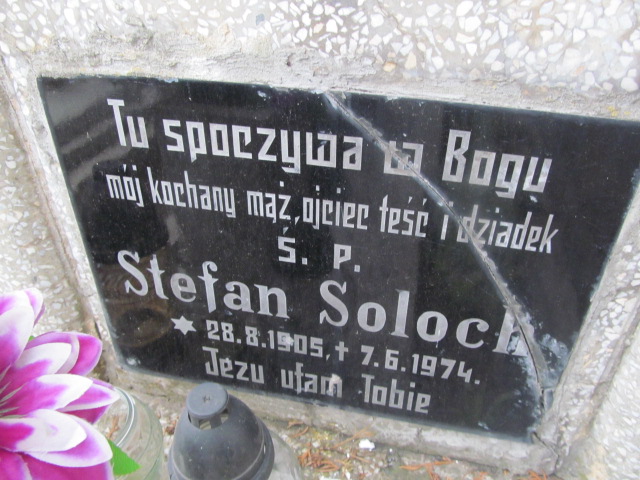 Tu spoczywa w Bogu
mój kochany mąż, ojciec teść i dziadek
Ś. P.
Stefan Soloch
* 28.8.1905, † 7.6.1974.
Jezu ufam Tobie